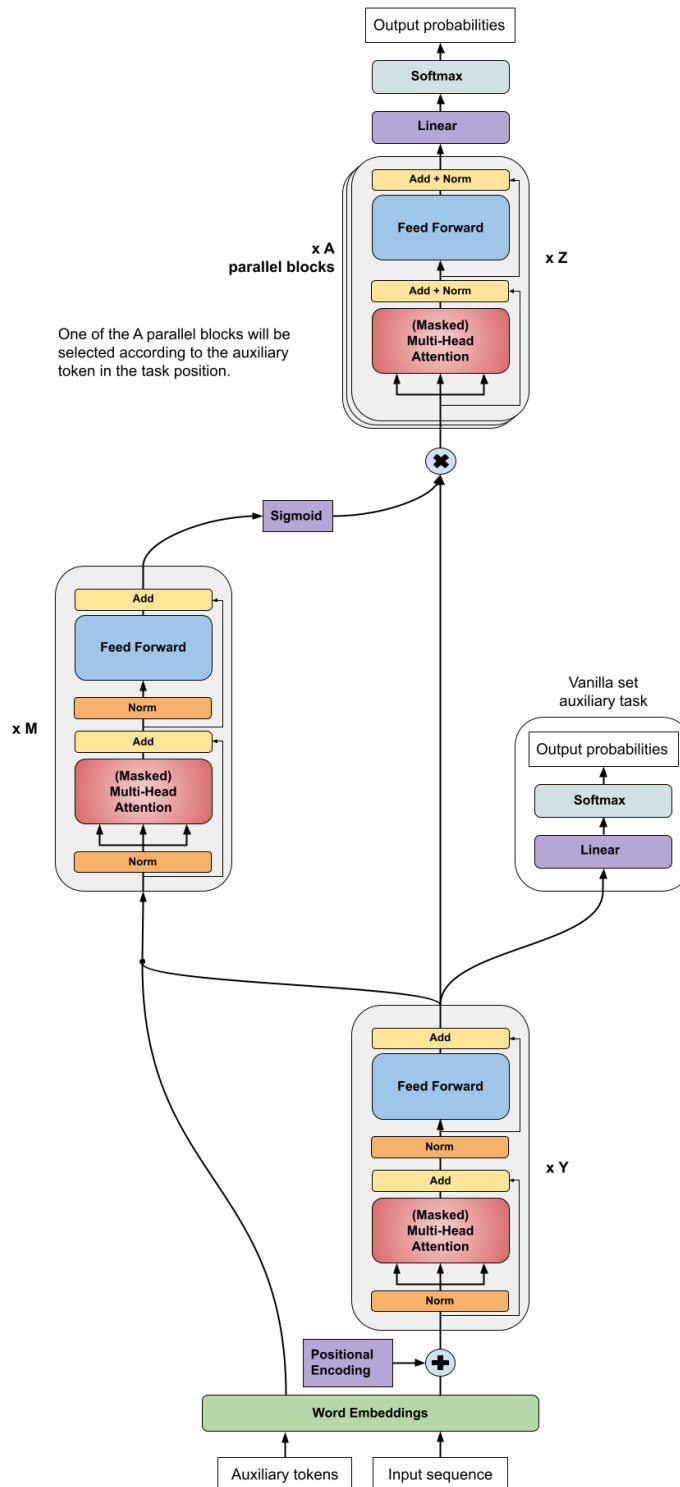 Output probabilities
Softmax
Linear
Add + Norm
Feed Forward
x A
parallel blocks
x Z
Add + Norm
(Masked)
Multi-Head
Attention
One of the A parallel blocks will be
selected according to the auxiliary
token in the task position.
Sigmoid
Add
Feed Forward
Norm
x M
Add
(Masked)
Multi-Head
Attention
Norm
Vanilla set
auxiliary task
Output probabilities
Softmax
Linear
Add
Feed Forward
Norm
x Y
Add
(Masked)
Multi-Head
Attention
Norm
Positional
Encoding
Word Embeddings
Auxiliary tokens
Input sequence